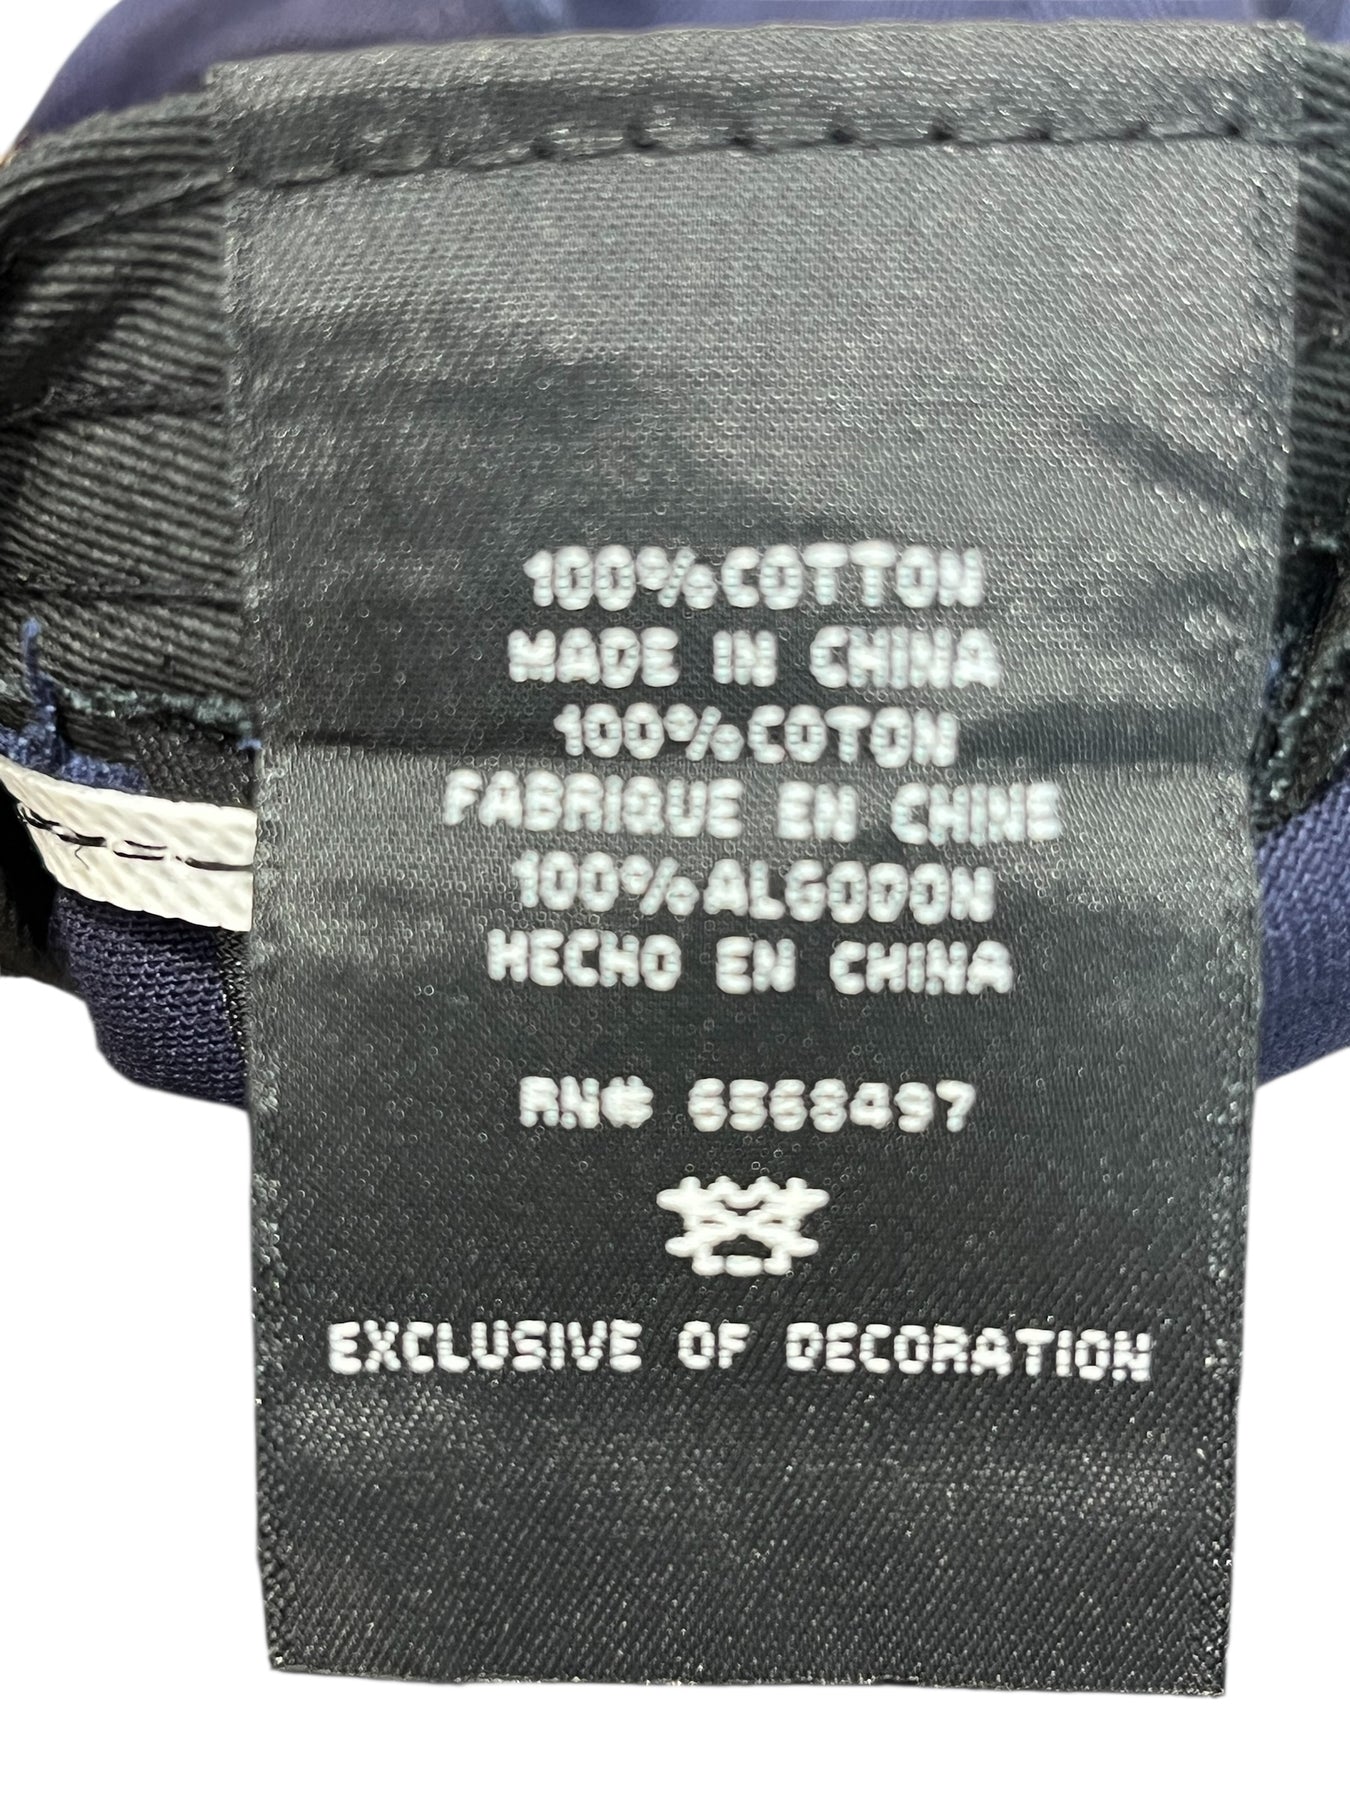 100%COTTON
MADE IN CHINA
100%COTON
FABRIQUE EN CHINE
100%ALGODON
HECHO EN CHINA
RN# 6568497
EXCLUSIVE OF DECORATION